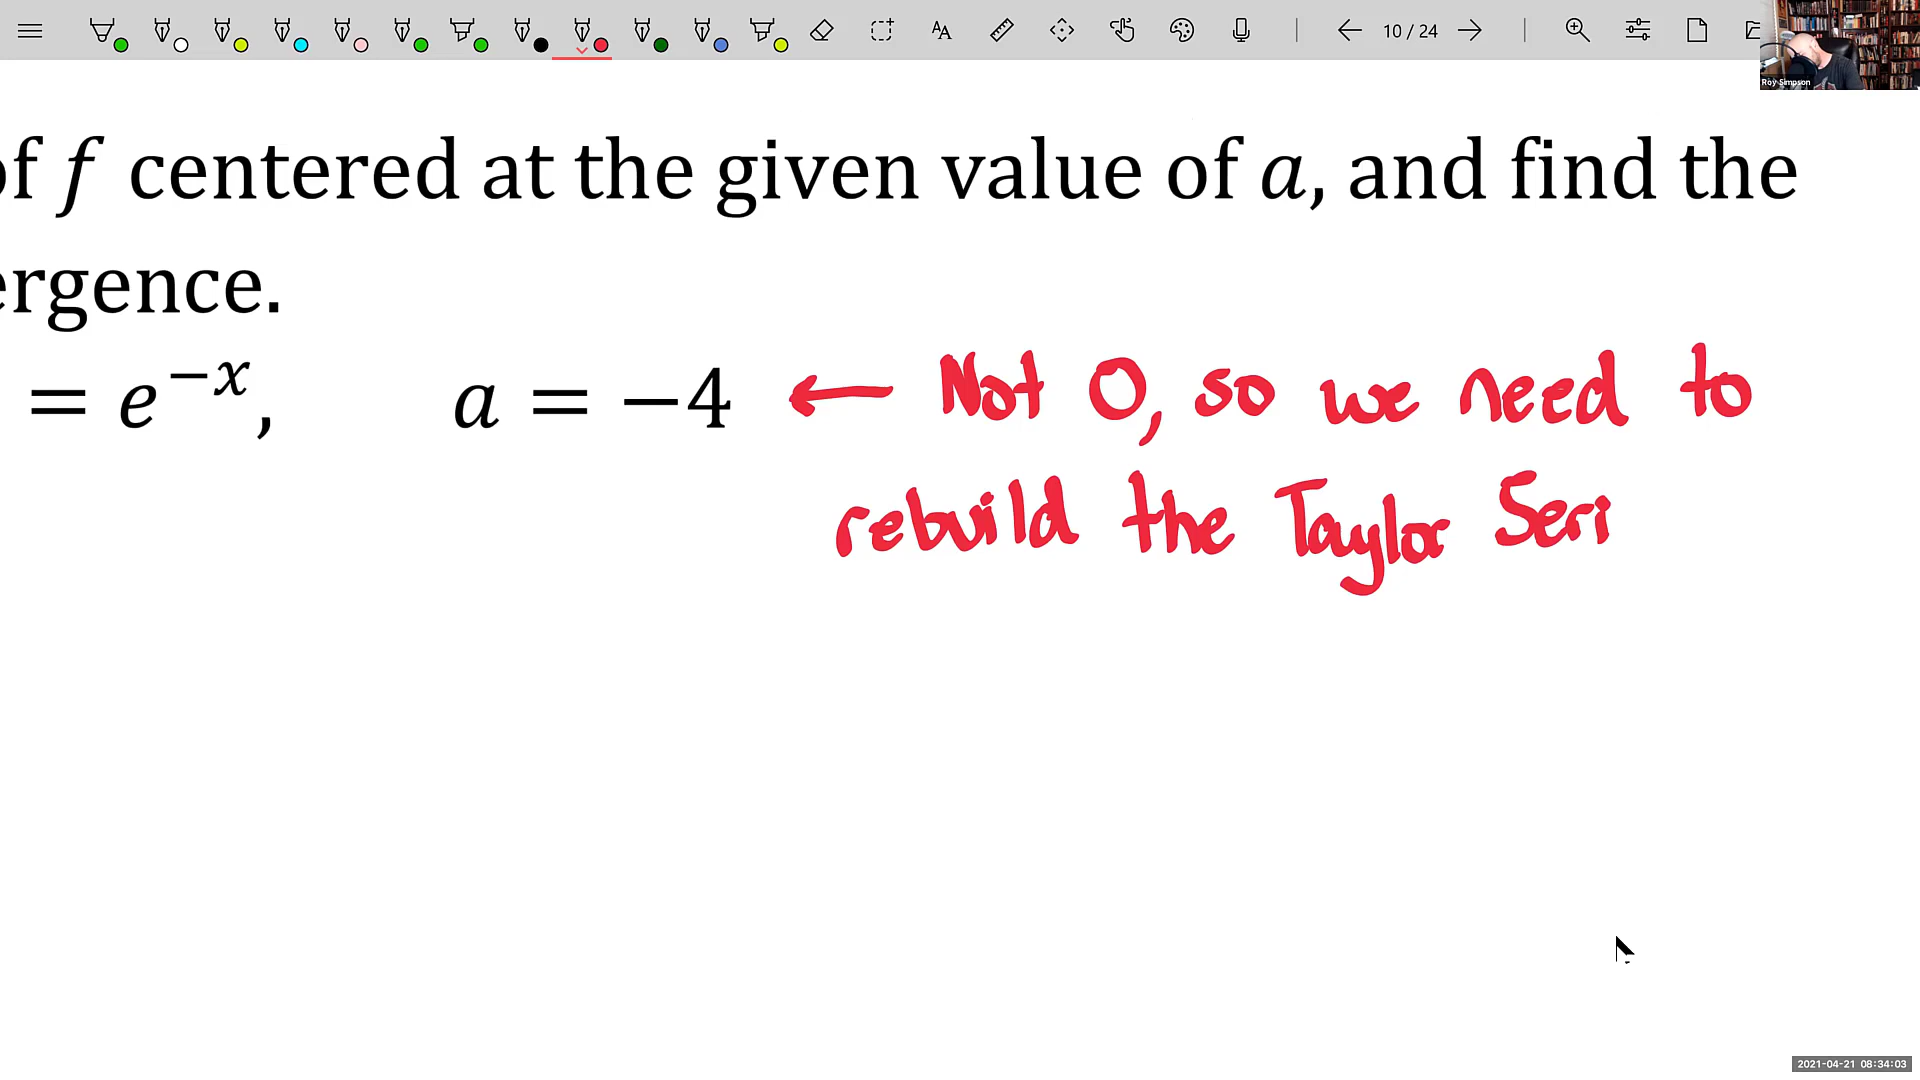 10 / 24
Roy Simpson
of f centered at the given value of a, and find the
ergence.
= e^{-x}, a = −4 ← Not 0, so we need to
rebuild the Taylor Seri
2021-04-21 08:34:03